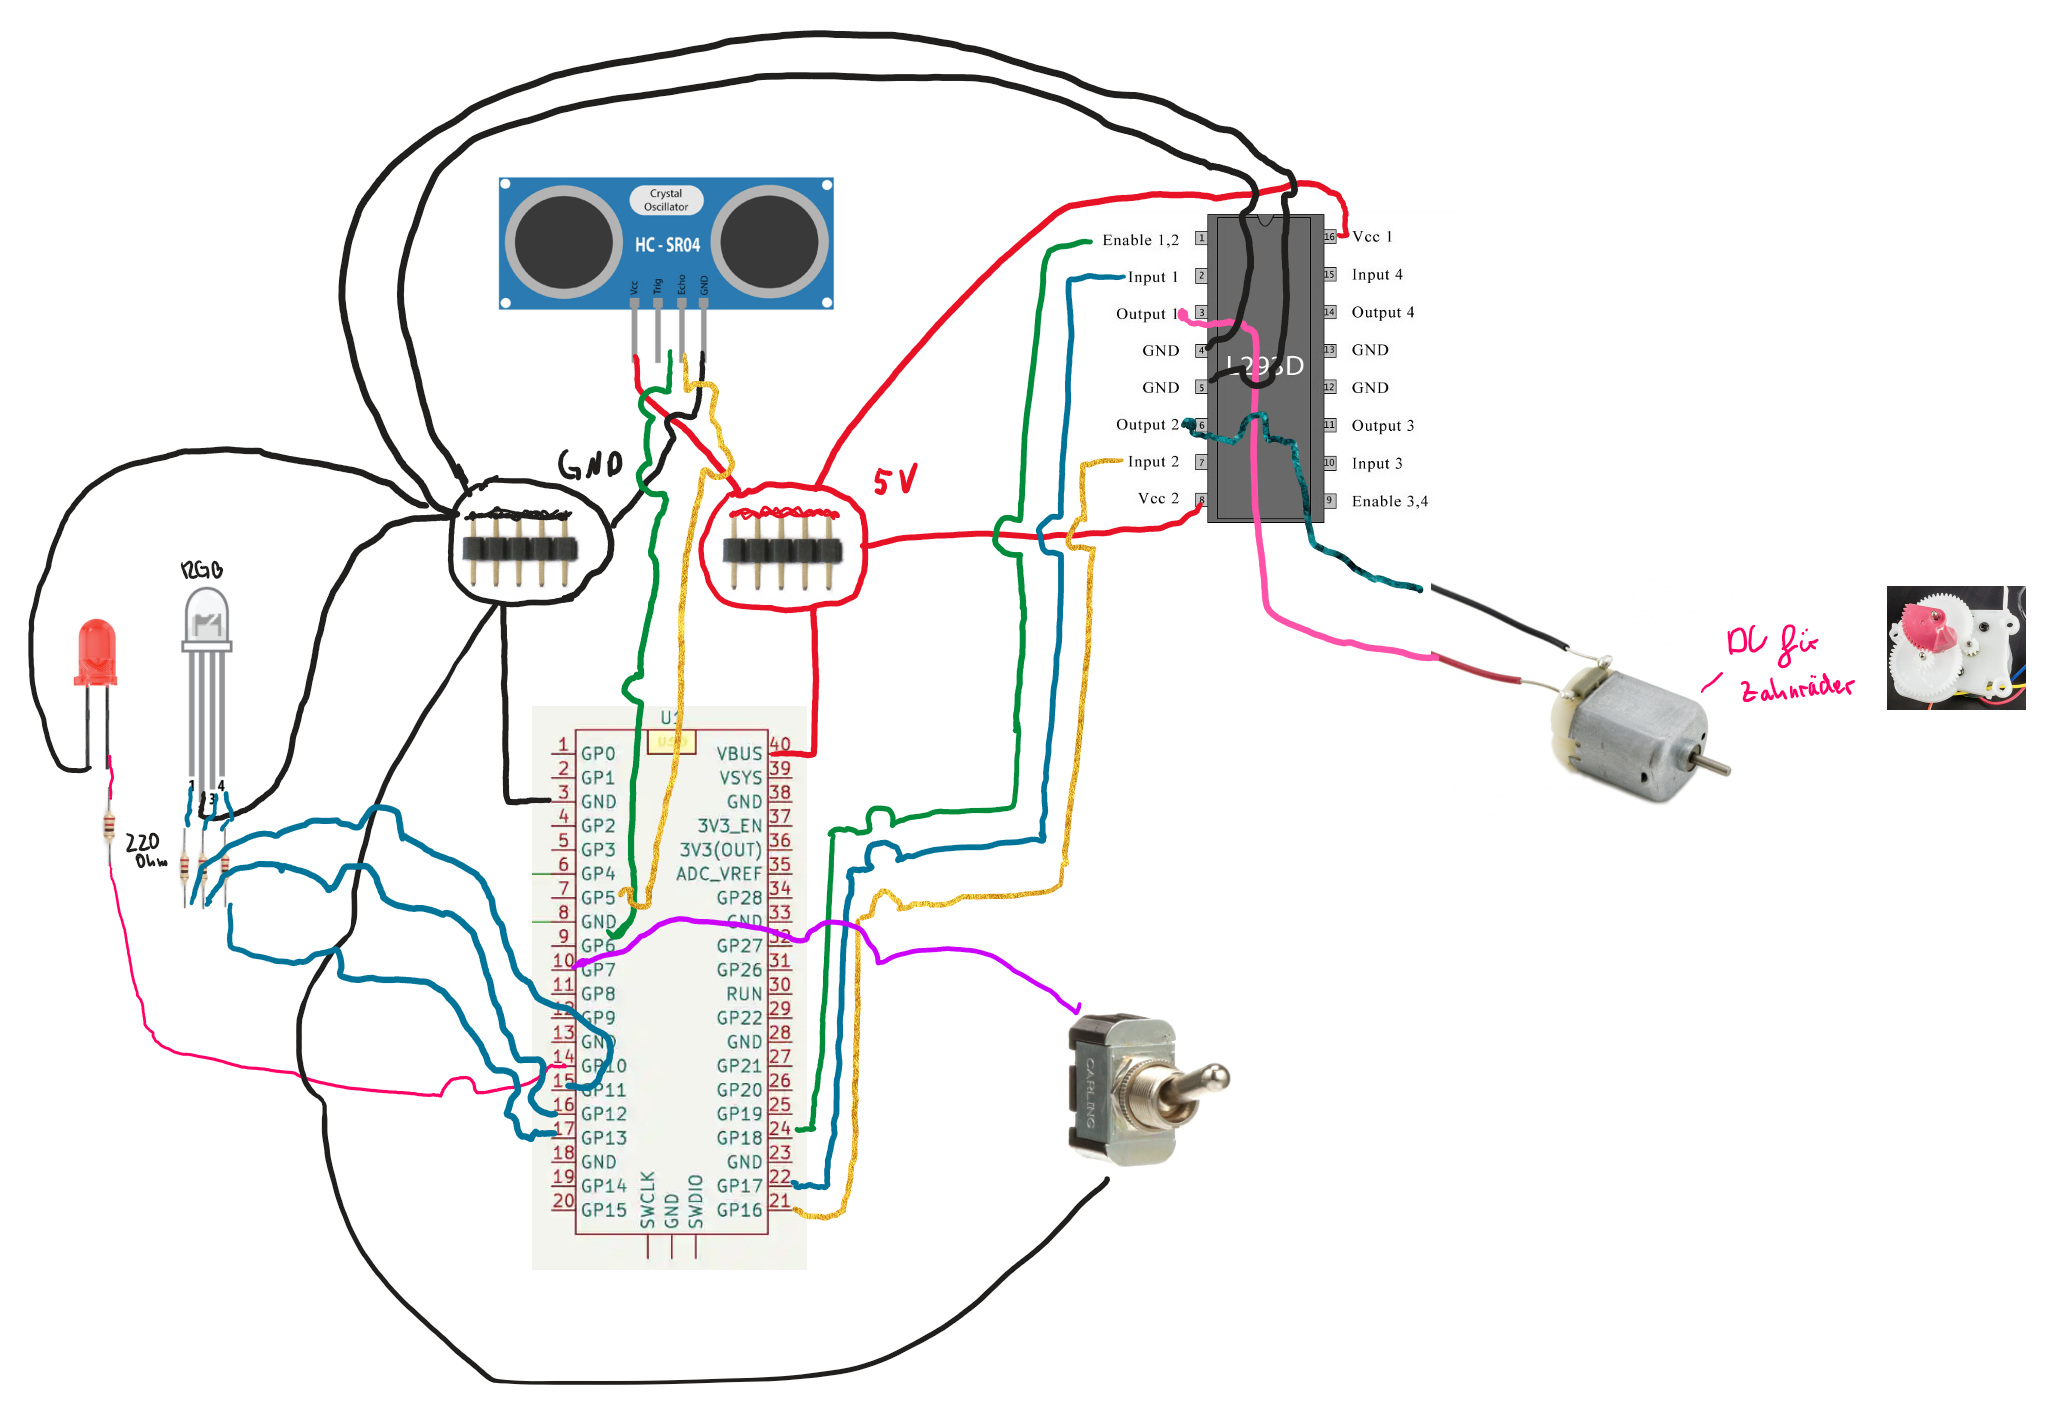 Crystal
Oscillator
HC - SR04
Vcc
Trig
Echo
GND
Enable 1,2
1
16
Vcc 1
Input 1
2
15
Input 4
Output 1
3
14
Output 4
GND
4
13
GND
L293D
GND
5
12
GND
Output 2
6
11
Output 3
Input 2
7
10
Input 3
Vcc 2
8
9
Enable 3,4
GND
5V
RGB
DC für
Zahnräder
1
3
4
220
Ohm
U1
USB
1 GP0 VBUS 40
2 GP1 VSYS 39
3 GND GND 38
4 GP2 3V3_EN 37
5 GP3 3V3(OUT) 36
6 GP4 ADC_VREF 35
7 GP5 GP28 34
8 GND GND 33
9 GP6 GP27 32
10 GP7 GP26 31
11 GP8 RUN 30
12 GP9 GP22 29
13 GND GND 28
14 GP10 GP21 27
15 GP11 GP20 26
16 GP12 GP19 25
17 GP13 GP18 24
18 GND GND 23
19 GP14 GP17 22
20 GP15 GP16 21
SWCLK
GND
SWDIO
CARLING